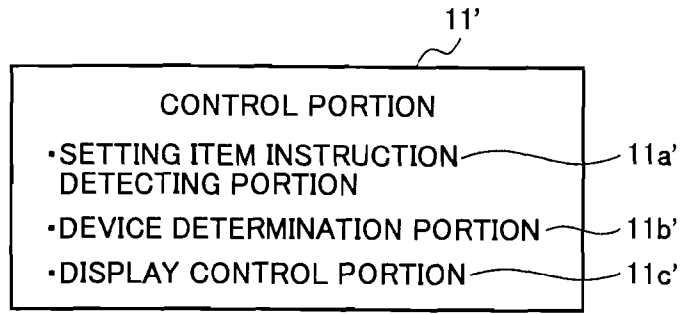 11'
CONTROL PORTION
・SETTING ITEM INSTRUCTION 11a'
DETECTING PORTION
・DEVICE DETERMINATION PORTION 11b'
・DISPLAY CONTROL PORTION 11c'